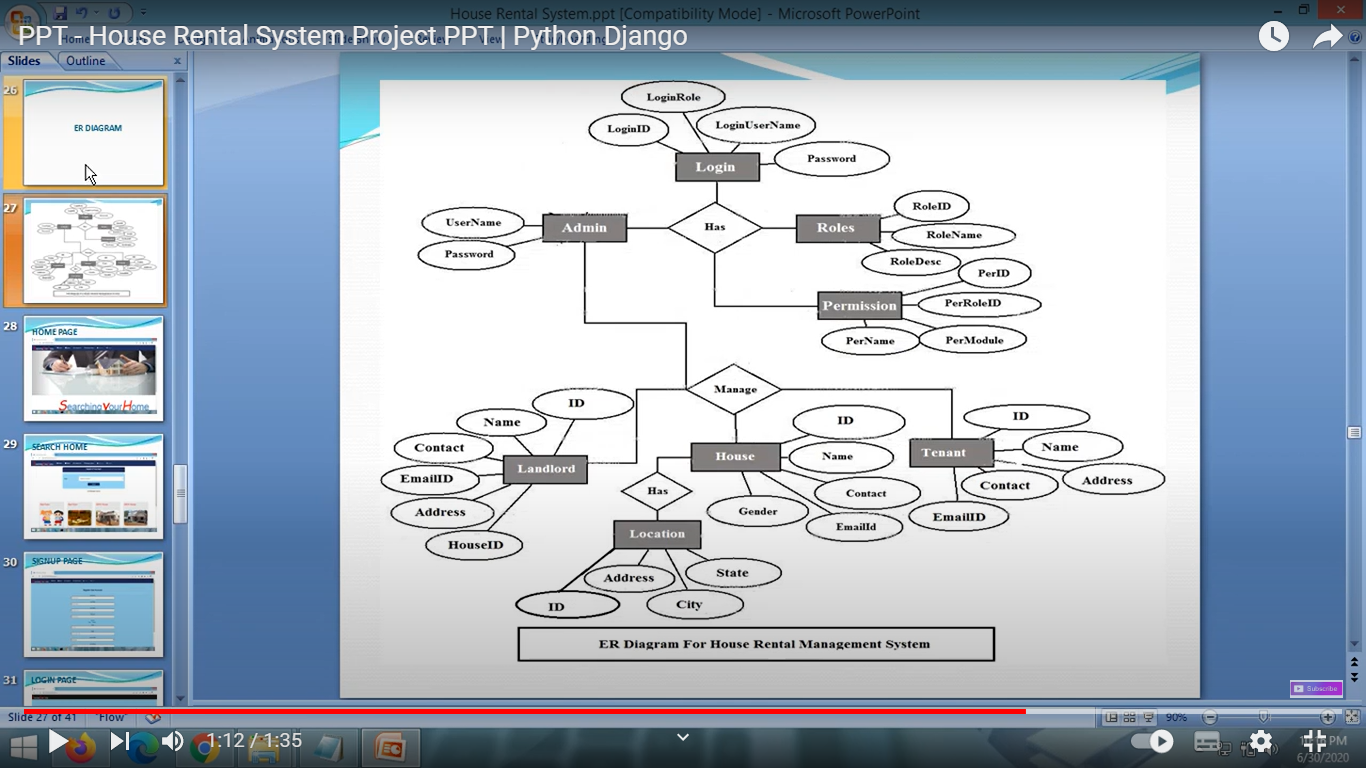 House Rental System.ppt [Compatibility Mode] - Microsoft PowerPoint
PPT - House Rental System Project PPT | Python Django
Slides
Outline
x
26
ER DIAGRAM
27
28
HOME PAGE
Searching Your Home
29
SEARCH HOME
30
SIGNUP PAGE
31
LOGIN PAGE
LoginRole
LoginID
LoginUserName
Login
Password
UserName
Admin
Has
Roles
RoleID
RoleName
Password
RoleDesc
PerID
Permission
PerRoleID
PerName
PerModule
Manage
ID
Name
Contact
Landlord
EmailID
Address
HouseID
House
ID
Name
Contact
EmailId
Gender
Tenant
ID
Name
Address
Contact
EmailID
Has
Location
Address
State
ID
City
ER Diagram For House Rental Management System
Subscribe
Slide 27 of 41
"Flow"
90%
1:12 / 1:35
PM
6/30/2020